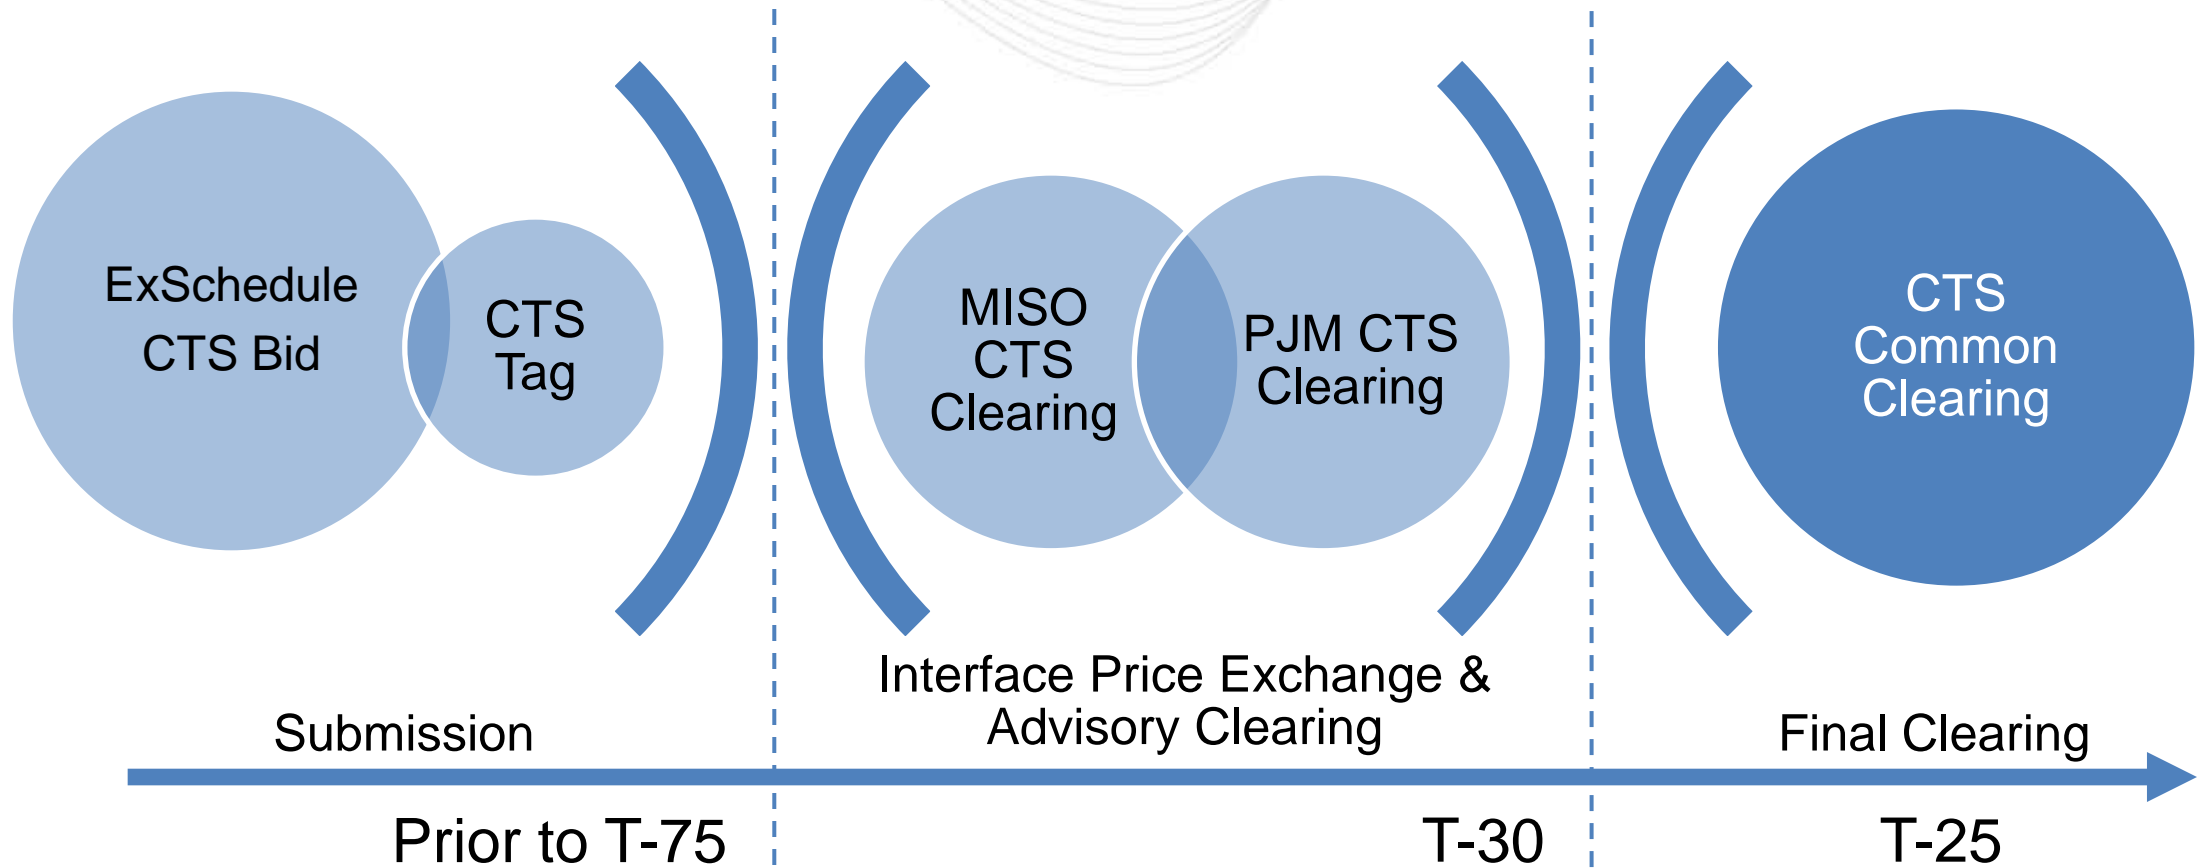 ExSchedule
CTS Bid
CTS
Tag
MISO
CTS
Clearing
PJM CTS
Clearing
CTS
Common
Clearing
Submission
Interface Price Exchange &
Advisory Clearing
Final Clearing
Prior to T-75
T-30
T-25